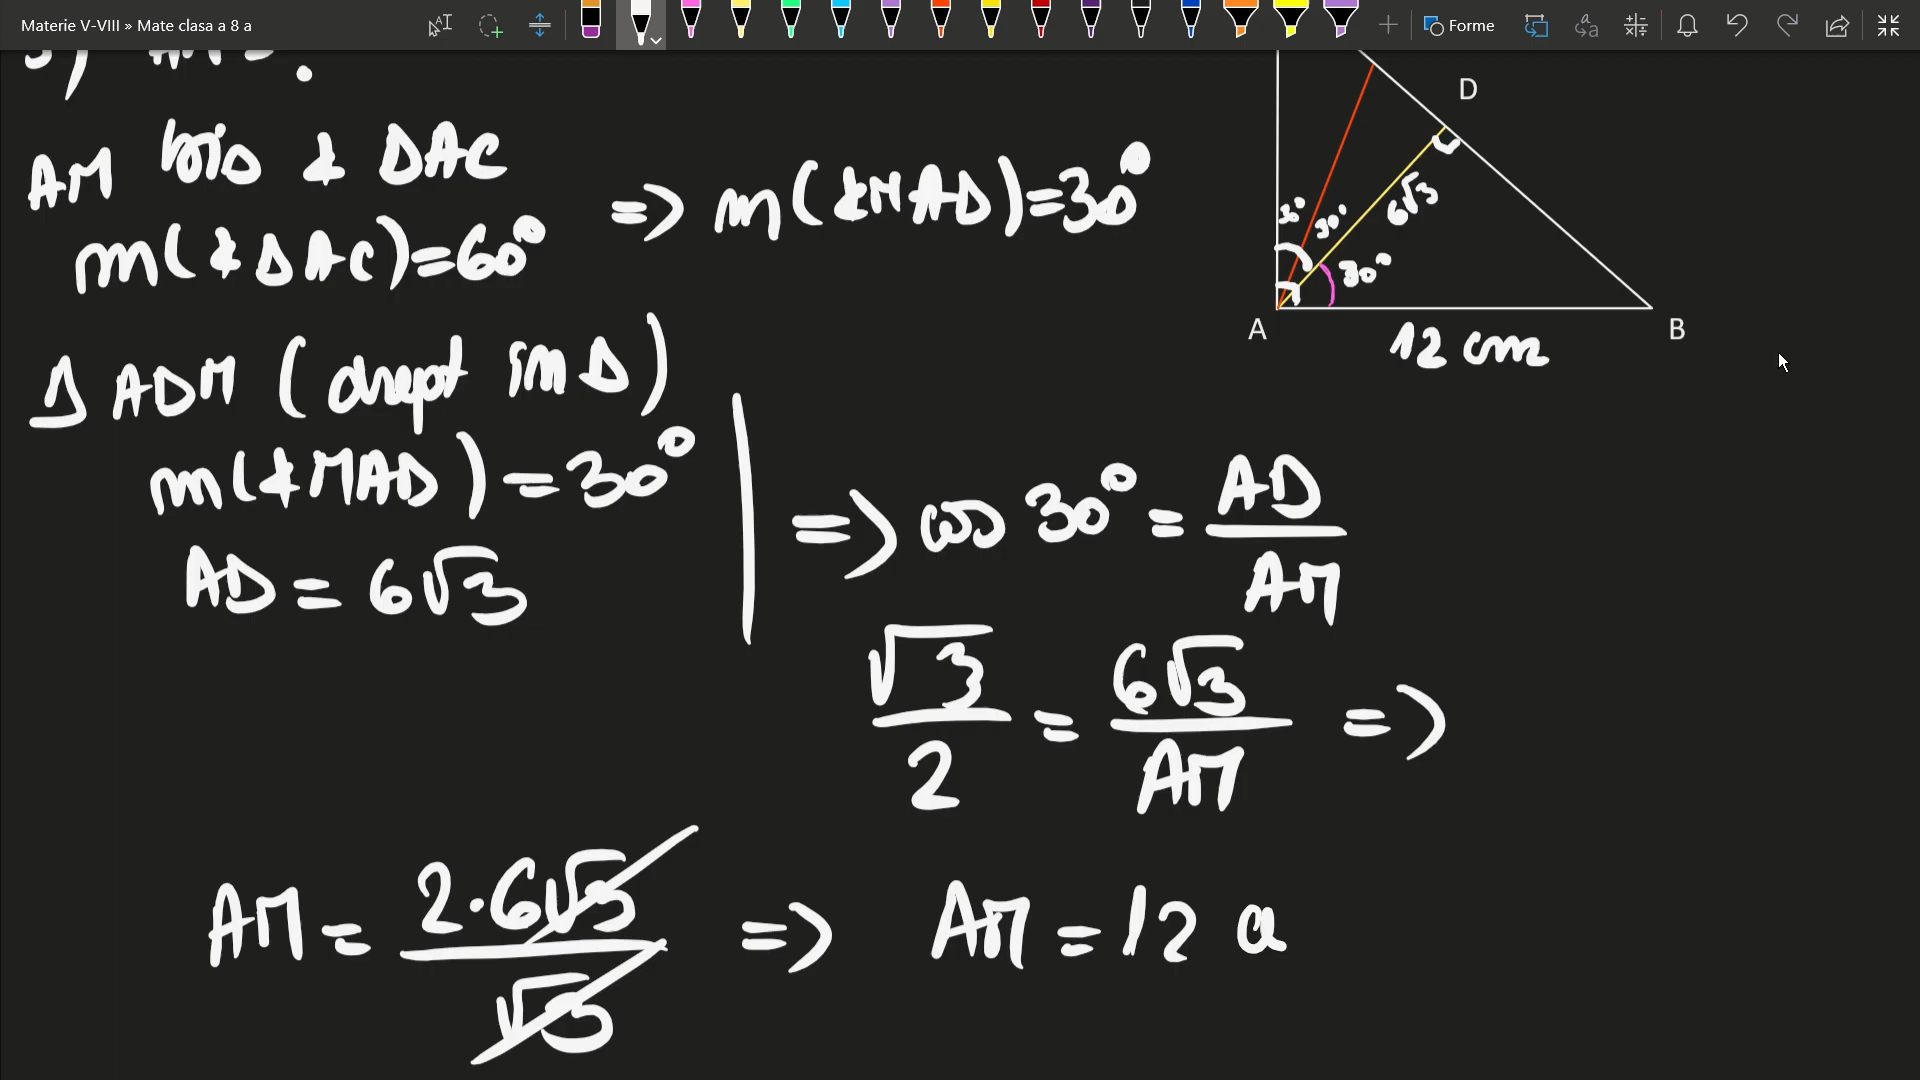 Materie V-VIII » Mate clasa a 8 a
Forme
AM bis ∢ DAC
m(∢DAC)=60° => m(∢MAD)=30°
Δ ADM (drept în D)
m(∢MAD)=30°
AD=6√3
=> cos 30° = AD/AM
√3/2 = 6√3/AM =>
AM = 2·6√3/√3 => AM = 12 c
D
6√3
30°
30°
30°
A
B
12 cm